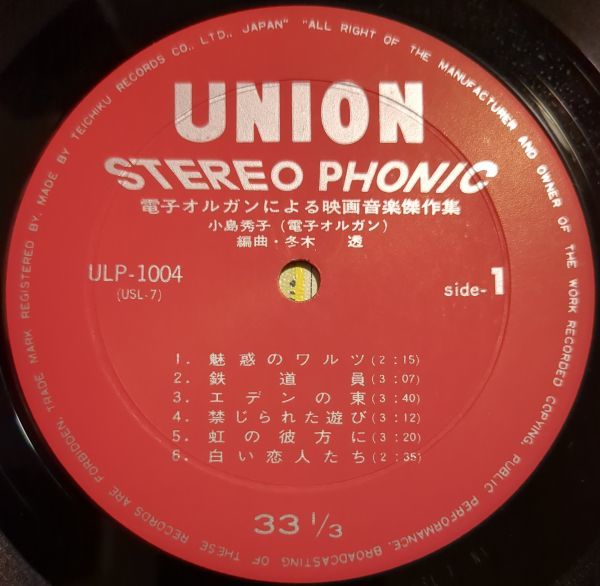 TRADE MARK REGISTERED BY, MADE BY TEICHIKU RECORDS CO., LTD., JAPAN" "ALL RIGHT OF THE MANUFACTURER AND OWNER OF THE WORK RECORDED COPYING, PUBLIC PERFORMANCE, BROADCASTING OF THESE RECORDS ARE FORBIDDEN.
UNION
STEREO PHONIC
電子オルガンによる映画音楽傑作集
小島秀子(電子オルガン)
編曲・冬木 透
ULP-1004
(USL-7)
side-1
1. 魅惑のワルツ(2:15)
2. 鉄道員(3:07)
3. エデンの東(3:40)
4. 禁じられた遊び(3:12)
5. 虹の彼方に(3:20)
6. 白い恋人たち(2:35)
33 1/3